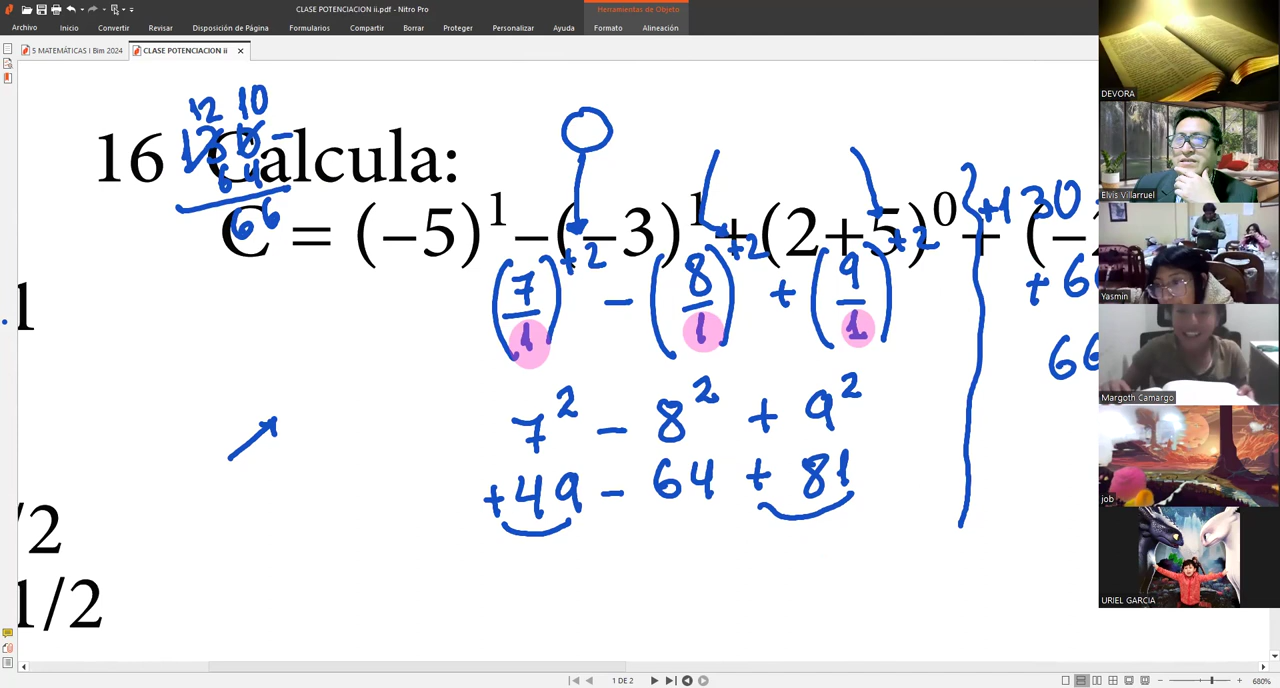 CLASE POTENCIACION ii.pdf - Nitro Pro
Herramientas de Objeto
Archivo Inicio Convertir Revisar Disposición de Página Formularios Compartir Borrar Proteger Personalizar Ayuda Formato Alineación
5 MATEMÁTICAS I Bim 2024 CLASE POTENCIACION ii
12 10
16 Calcula:
64
66
C = (−5)¹−(−3)¹+(2+5)⁰+ (−
+130
+2 +2 +2
(7/1) − (8/1) + (9/1)
+6
1
66
7² − 8² + 9²
+49 − 64 + 81
/2
1/2
DEVORA
Elvis Villarruel
Yasmin
Margoth Camargo
job
URIEL GARCIA
1 DE 2
680%